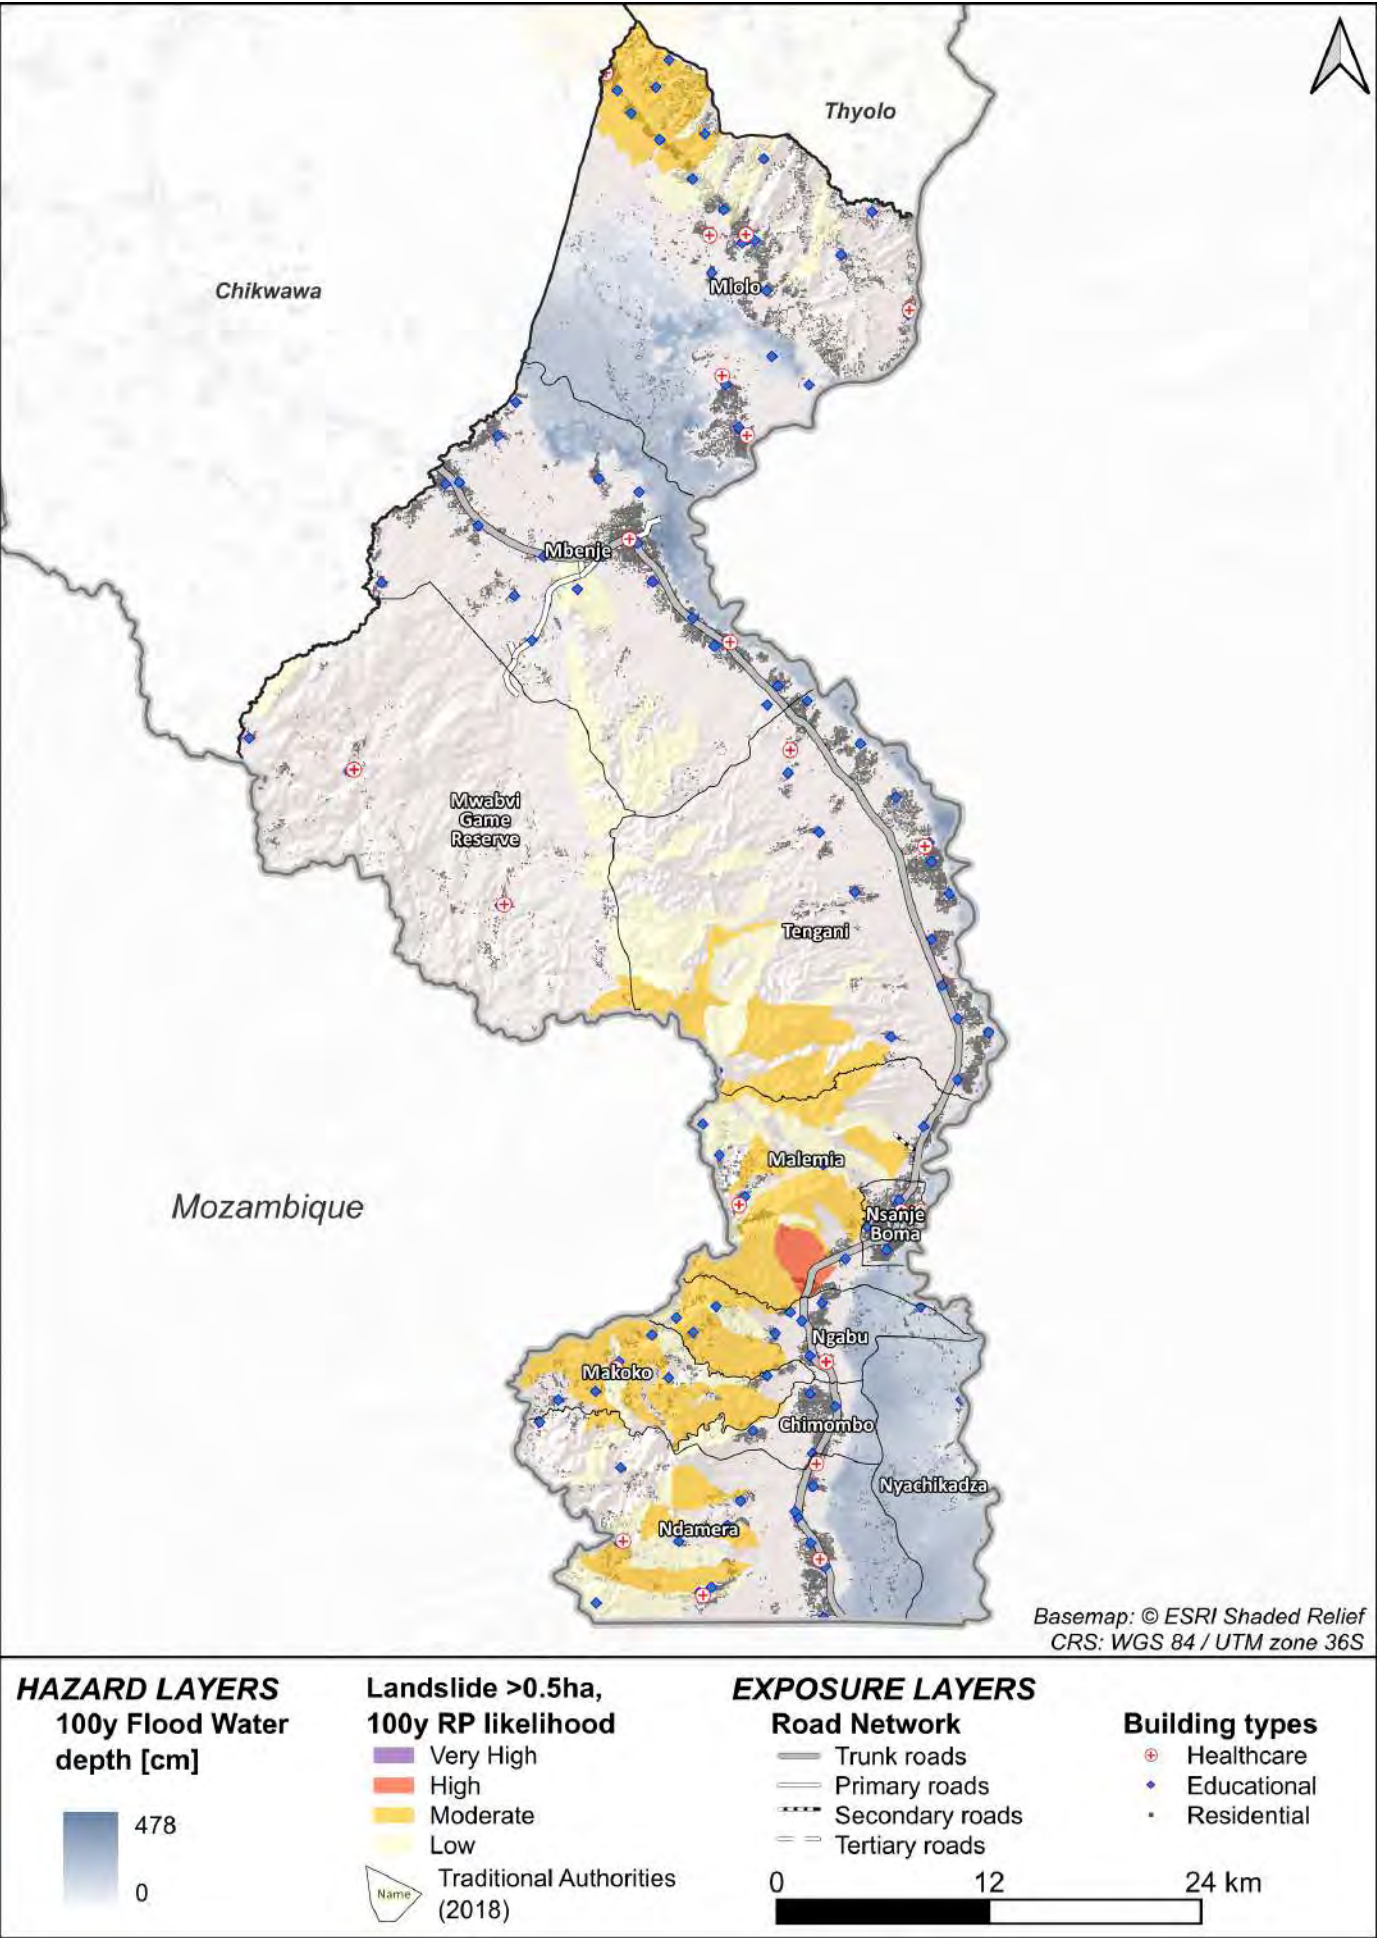 Thyolo
Chikwawa
Mlolo
Mbenje
Mwabvi
Game
Reserve
Tengani
Malemia
Mozambique
Nsanje
Boma
Ngabu
Makoko
Chimombo
Nyachikadza
Ndamera
Basemap: © ESRI Shaded Relief
CRS: WGS 84 / UTM zone 36S
HAZARD LAYERS
100y Flood Water
depth [cm]
478
0
Landslide >0.5ha,
100y RP likelihood
Very High
High
Moderate
Low
Name
Traditional Authorities
(2018)
EXPOSURE LAYERS
Road Network
Trunk roads
Primary roads
Secondary roads
Tertiary roads
Building types
Healthcare
Educational
Residential
0 12 24 km